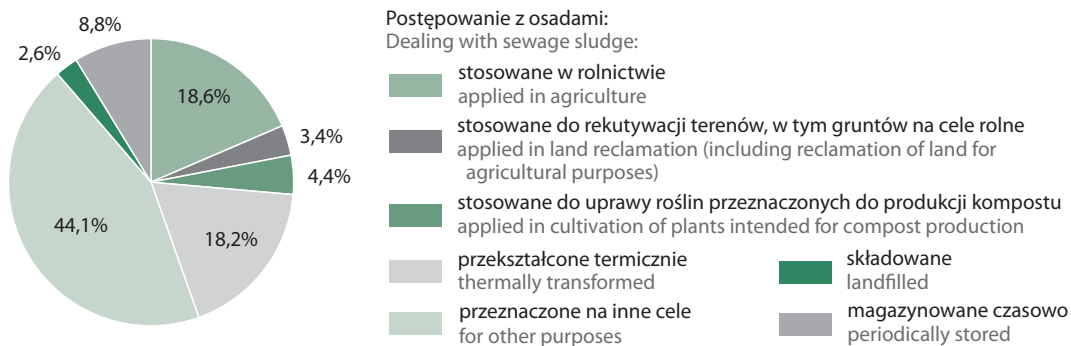 8,8%
2,6%
18,6%
3,4%
4,4%
44,1%
18,2%
Postępowanie z osadami:
Dealing with sewage sludge:
stosowane w rolnictwie
applied in agriculture
stosowane do rekutywacji terenów, w tym gruntów na cele rolne
applied in land reclamation (including reclamation of land for
agricultural purposes)
stosowane do uprawy roślin przeznaczonych do produkcji kompostu
applied in cultivation of plants intended for compost production
przekształcone termicznie
thermally transformed
przeznaczone na inne cele
for other purposes
składowane
landfilled
magazynowane czasowo
periodically stored